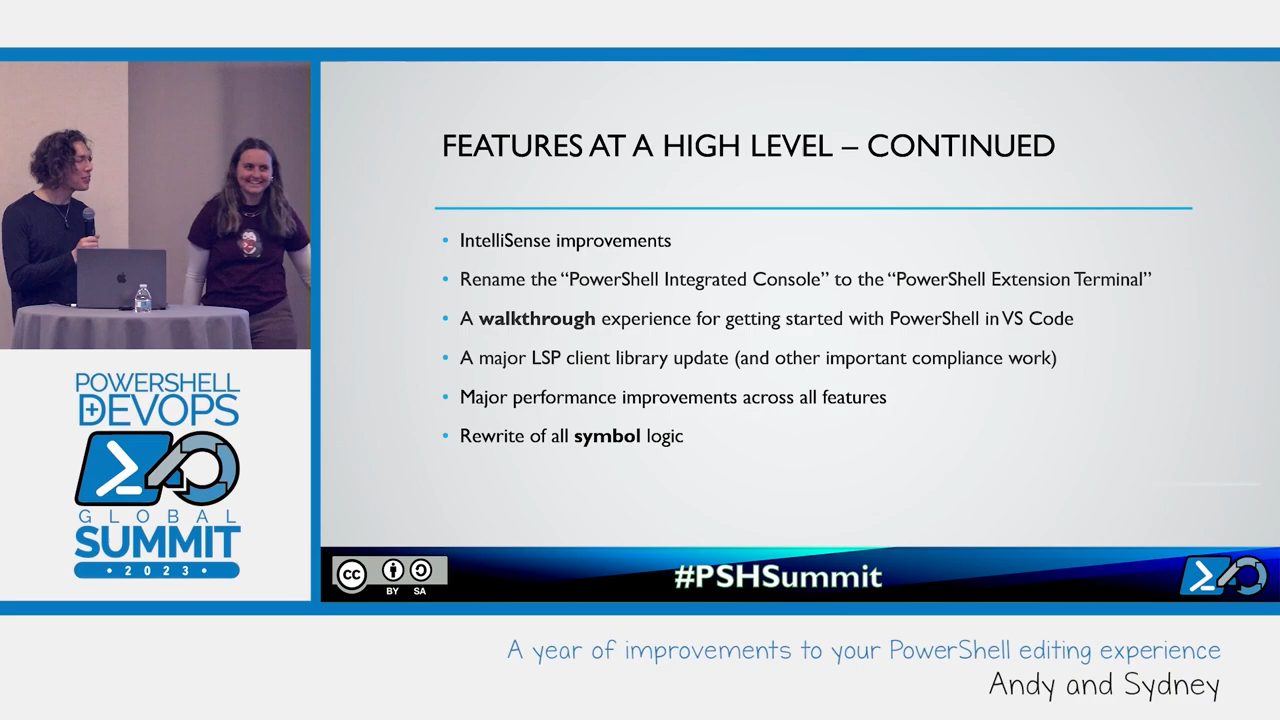 FEATURES AT A HIGH LEVEL – CONTINUED
• IntelliSense improvements
• Rename the “PowerShell Integrated Console” to the “PowerShell Extension Terminal”
• A walkthrough experience for getting started with PowerShell in VS Code
• A major LSP client library update (and other important compliance work)
• Major performance improvements across all features
• Rewrite of all symbol logic
POWERSHELL
+DEVOPS
GLOBAL
SUMMIT
• 2023 •
cc
BY SA
#PSHSummit
A year of improvements to your PowerShell editing experience
Andy and Sydney